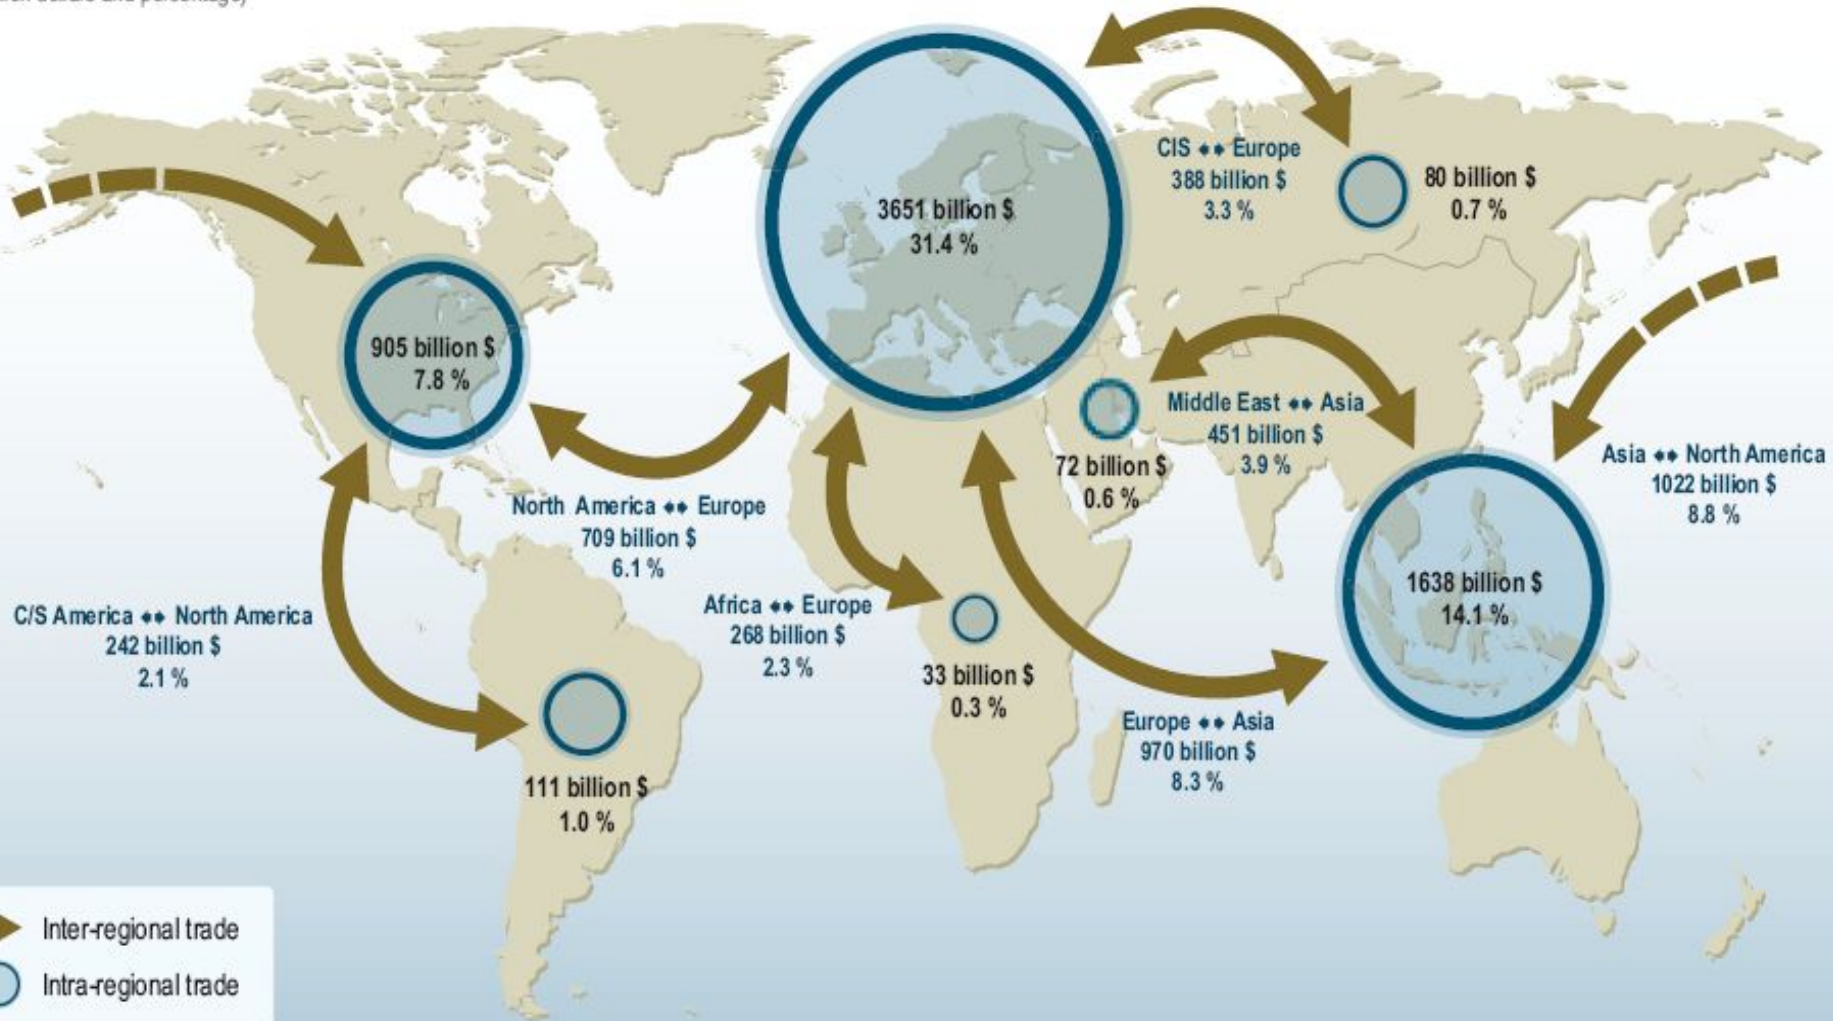 dollars and percentage)
CIS ↔ Europe
388 billion $
3.3 %
80 billion $
0.7 %
3651 billion $
31.4 %
905 billion $
7.8 %
Middle East ↔ Asia
451 billion $
3.9 %
72 billion $
0.6 %
Asia ↔ North America
1022 billion $
8.8 %
North America ↔ Europe
709 billion $
6.1 %
1638 billion $
14.1 %
C/S America ↔ North America
242 billion $
2.1 %
Africa ↔ Europe
268 billion $
2.3 %
33 billion $
0.3 %
Europe ↔ Asia
970 billion $
8.3 %
111 billion $
1.0 %
Inter-regional trade
Intra-regional trade